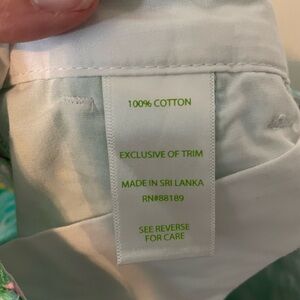 100% COTTON
EXCLUSIVE OF TRIM
MADE IN SRI LANKA
RN#88189
SEE REVERSE
FOR CARE